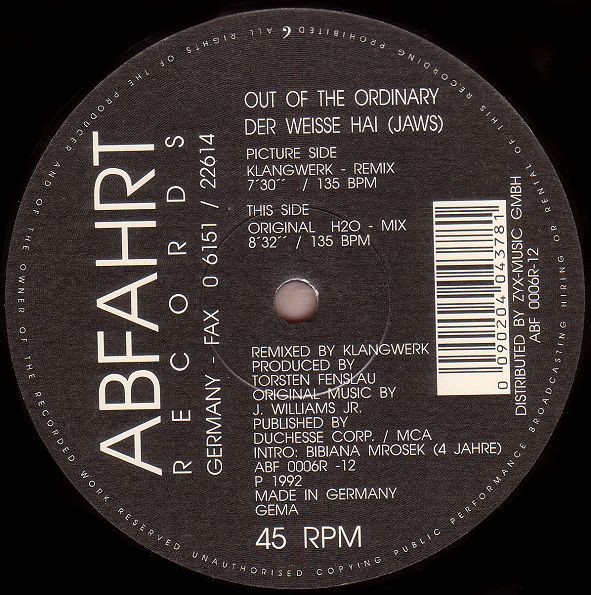 ABFAHRT
RECORDS
GERMANY - FAX 0 6151 / 22614
OUT OF THE ORDINARY
DER WEISSE HAI (JAWS)
PICTURE SIDE
KLANGWERK - REMIX
7´30´´ / 135 BPM
THIS SIDE
ORIGINAL H2O - MIX
8´32´´ / 135 BPM
0 090204 043781
DISTRIBUTED BY ZYX-MUSIC GMBH
ABF 0006R-12
REMIXED BY KLANGWERK
PRODUCED BY
TORSTEN FENSLAU
ORIGINAL MUSIC BY
J. WILLIAMS JR.
PUBLISHED BY
DUCHESSE CORP. / MCA
INTRO: BIBIANA MROSEK (4 JAHRE)
ABF 0006R -12
P 1992
MADE IN GERMANY
GEMA
45 RPM
ALL RIGHTS OF THE PRODUCER AND OF THE OWNER OF THE RECORDED WORK RESERVED UNAUTHORISED COPYING PUBLIC PERFORMANCE BROADCASTING HIRING OR RENTAL OF THIS RECORDING PROHIBITED